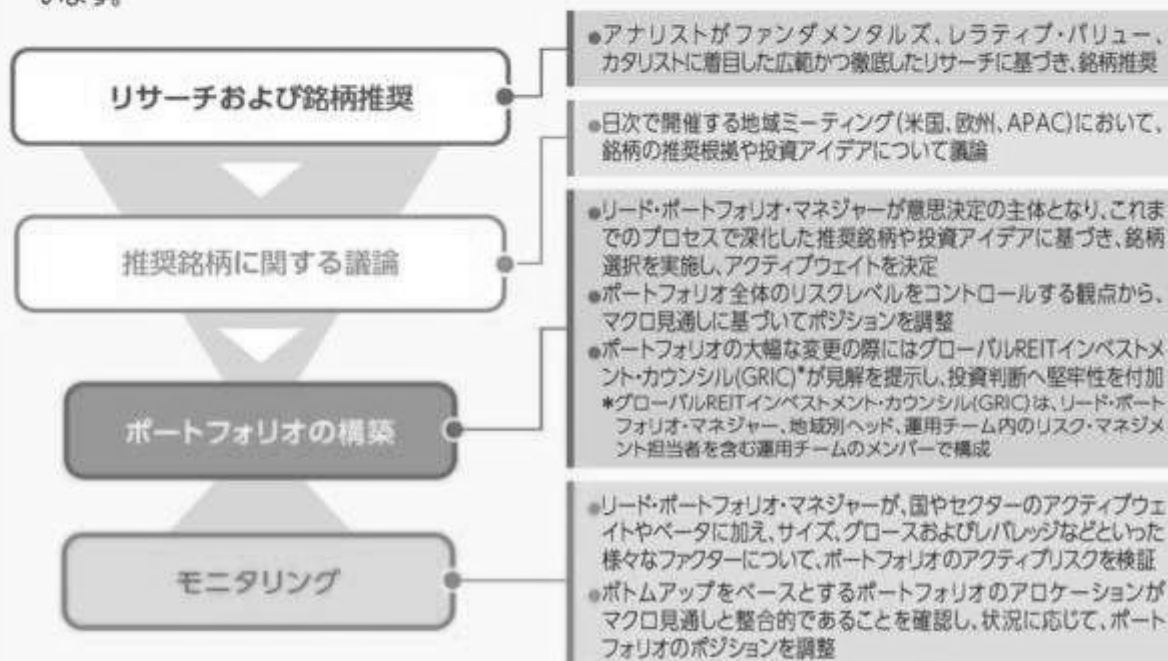 います。
リサーチおよび銘柄推奨
●アナリストがファンダメンタルズ、レラティブ・バリュー、
カタリストに着目した広範かつ徹底したリサーチに基づき、銘柄推奨
推奨銘柄に関する議論
●日次で開催する地域ミーティング(米国、欧州、APAC)において、
銘柄の推奨根拠や投資アイデアについて議論
ポートフォリオの構築
●リード・ポートフォリオ・マネジャーが意思決定の主体となり、これま
でのプロセスで深化した推奨銘柄や投資アイデアに基づき、銘柄
選択を実施し、アクティブウェイトを決定
●ポートフォリオ全体のリスクレベルをコントロールする観点から、
マクロ見通しに基づいてポジションを調整
●ポートフォリオの大幅な変更の際にはグローバルREITインベストメ
ント・カウンシル(GRIC)*が見解を提示し、投資判断へ堅牢性を付加
*グローバルREITインベストメント・カウンシル(GRIC)は、リード・ポート
フォリオ・マネジャー、地域別ヘッド、運用チーム内のリスク・マネジメ
ント担当者を含む運用チームのメンバーで構成
モニタリング
●リード・ポートフォリオ・マネジャーが、国やセクターのアクティブウェ
イトやベータに加え、サイズ、グロースおよびレバレッジなどといった
様々なファクターについて、ポートフォリオのアクティブリスクを検証
●ボトムアップをベースとするポートフォリオのアロケーションが
マクロ見通しと整合的であることを確認し、状況に応じて、ポート
フォリオのポジションを調整